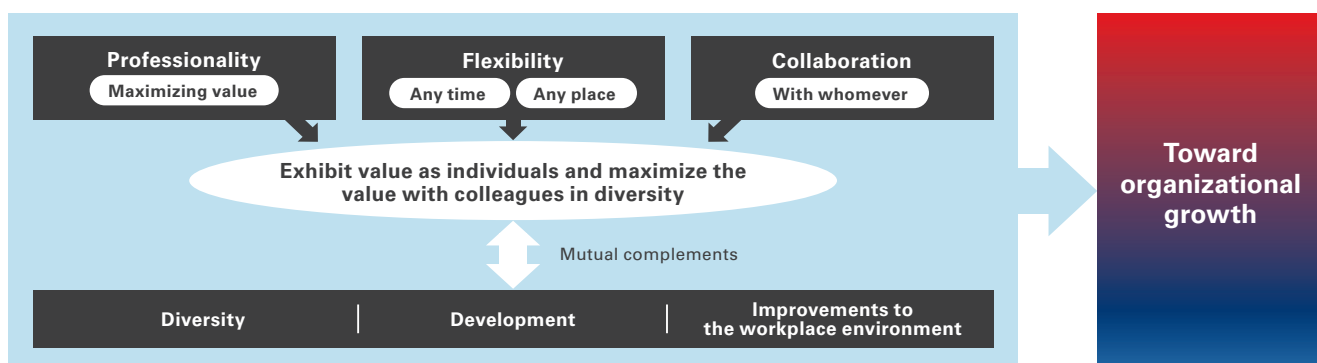 Professionality
Maximizing value
Flexibility
Any time
Any place
Collaboration
With whomever
Exhibit value as individuals and maximize the
value with colleagues in diversity
Mutual complements
Diversity
Development
Improvements to
the workplace environment
Toward
organizational
growth